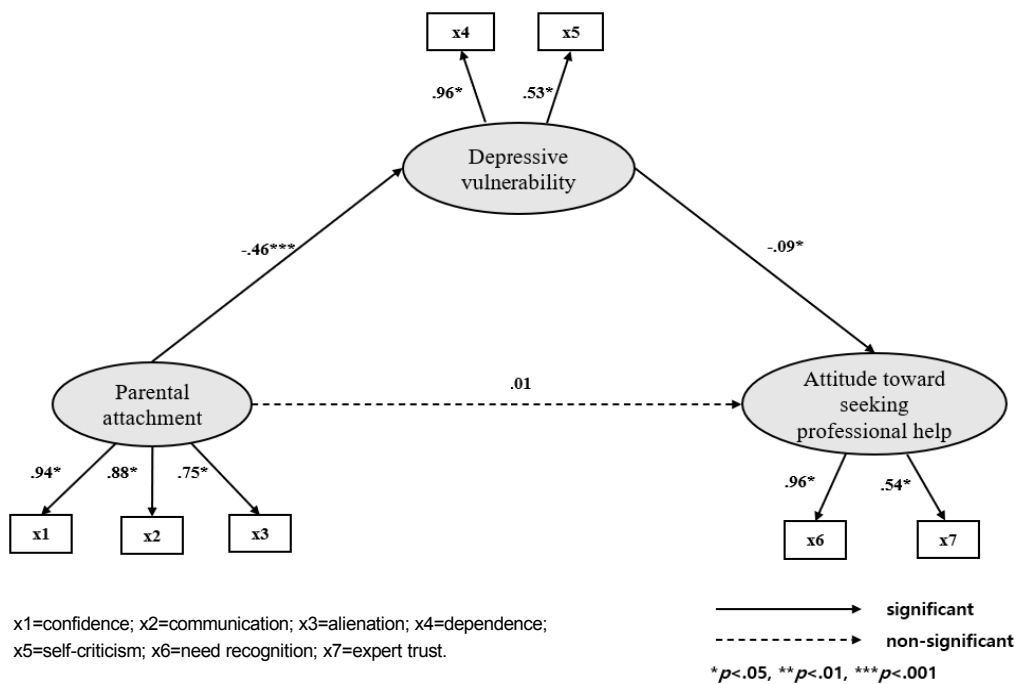 x4
x5
.96*
.53*
Depressive
vulnerability
-.46***
-.09*
Parental
attachment
.01
Attitude toward
seeking
professional help
.94*
.88*
.75*
.96*
.54*
x1
x2
x3
x6
x7
x1=confidence; x2=communication; x3=alienation; x4=dependence;
x5=self-criticism; x6=need recognition; x7=expert trust.
significant
non-significant
*p<.05, **p<.01, ***p<.001